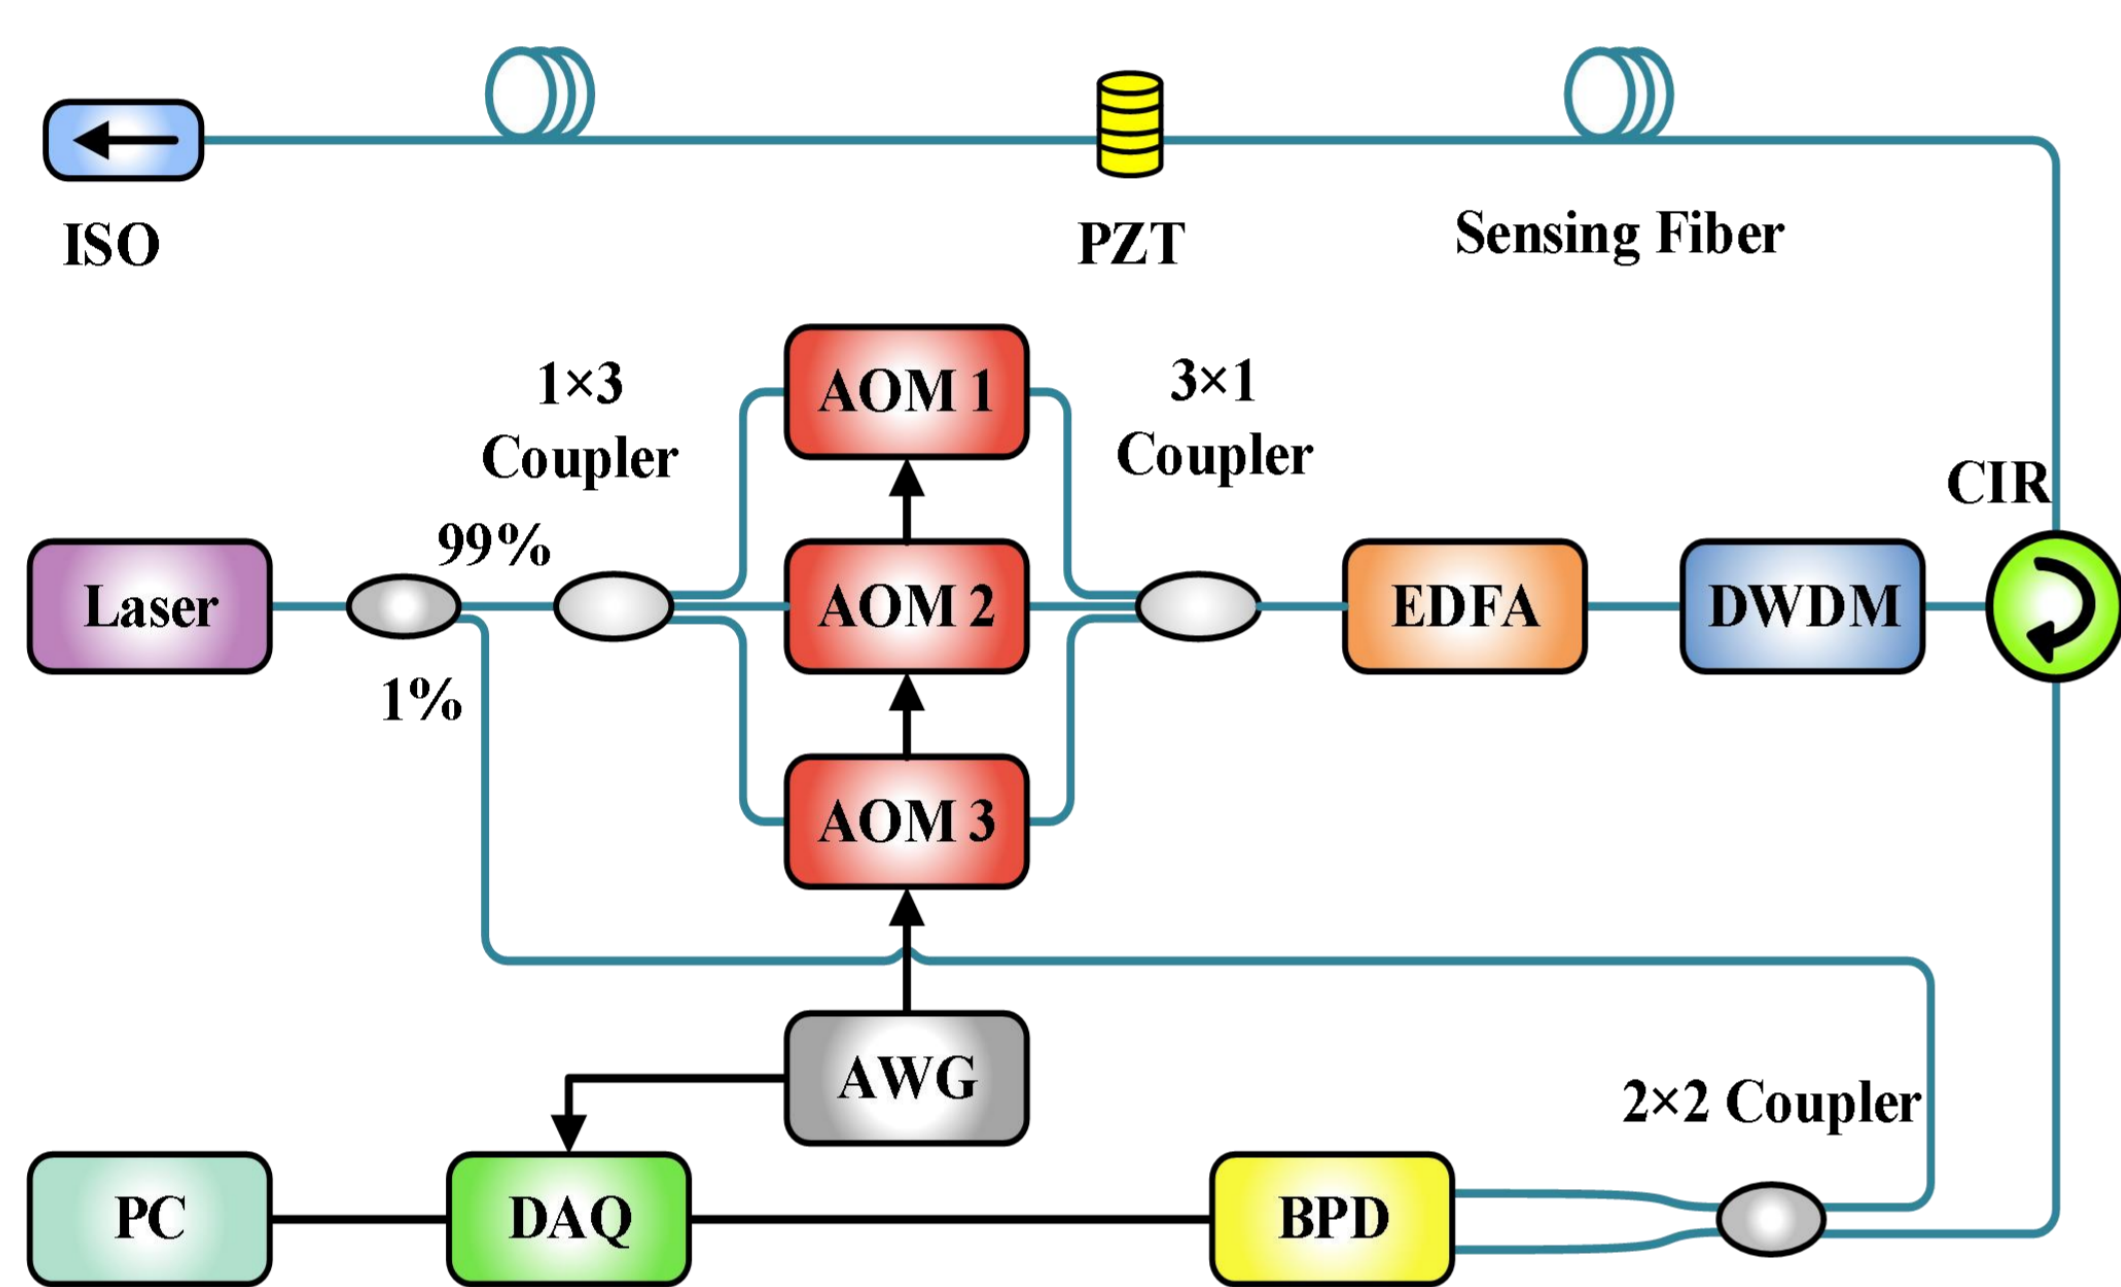 ISO
PZT
Sensing Fiber
1×3
Coupler
AOM 1
3×1
Coupler
CIR
99%
Laser
AOM 2
EDFA
DWDM
1%
AOM 3
AWG
2×2 Coupler
PC
DAQ
BPD